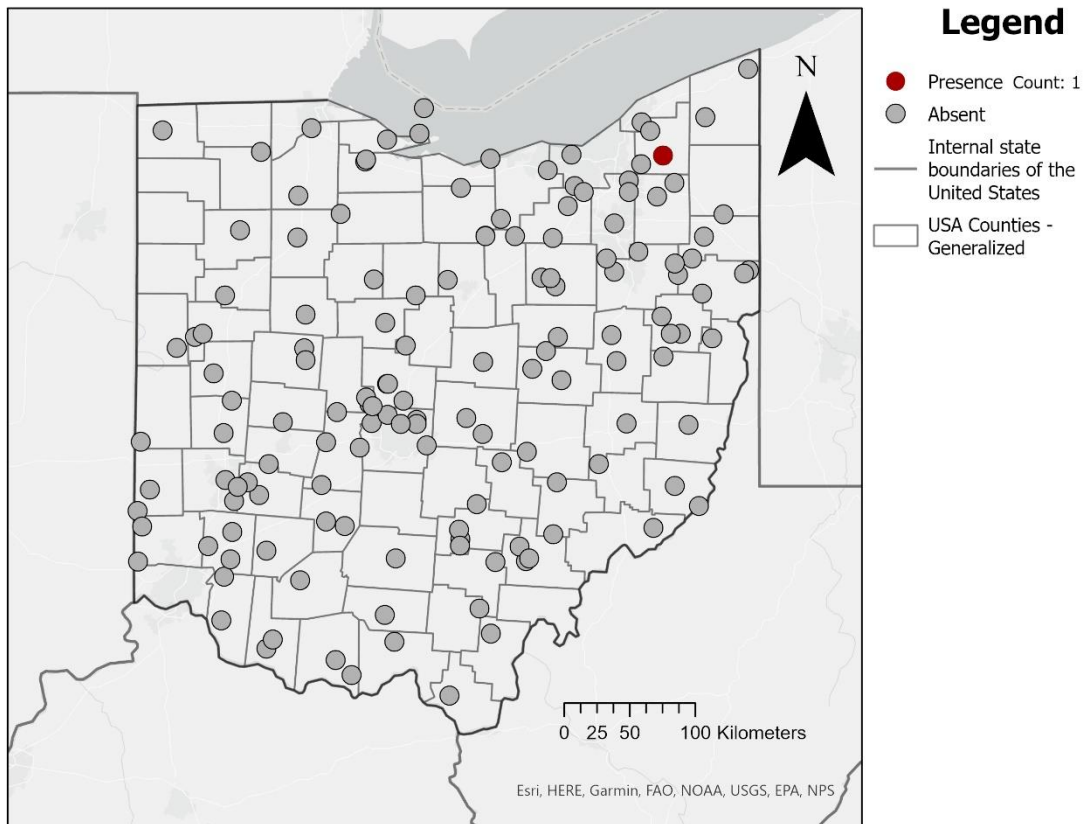 Legend
Presence Count: 1
Absent
Internal state
boundaries of the
United States
USA Counties -
Generalized
N
0 25 50 100 Kilometers
Esri, HERE, Garmin, FAO, NOAA, USGS, EPA, NPS